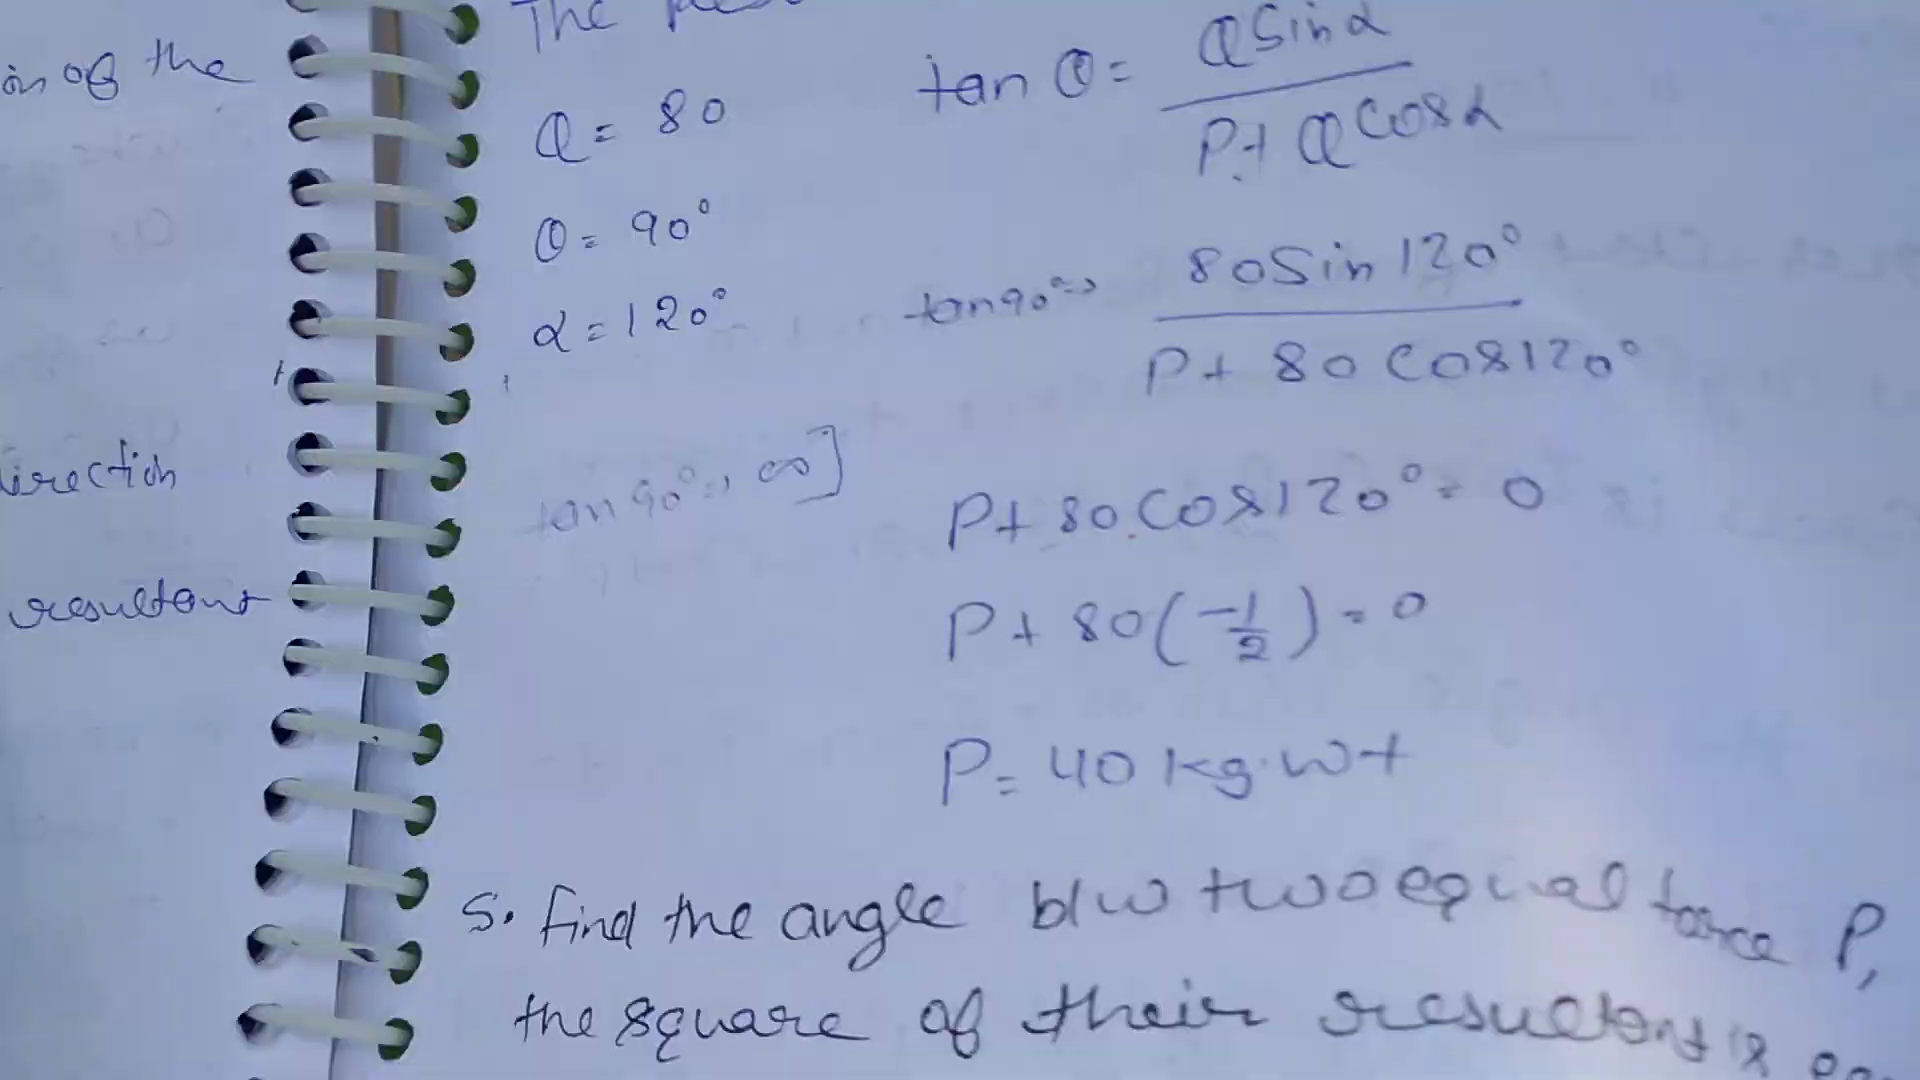 in of the
irection
resultant
The
Q = 80
θ = 90°
α = 120°
tan θ = Q Sin α / P + Q Cos α
tan 90° = 80 Sin 120° / P + 80 Cos 120°
tan 90° = ∞]
P + 80 . Cos 120° = 0
P + 80 (-1/2) = 0
P = 40 kg.wt
5. Find the angle b/w two equal force P,
the square of their resultant is